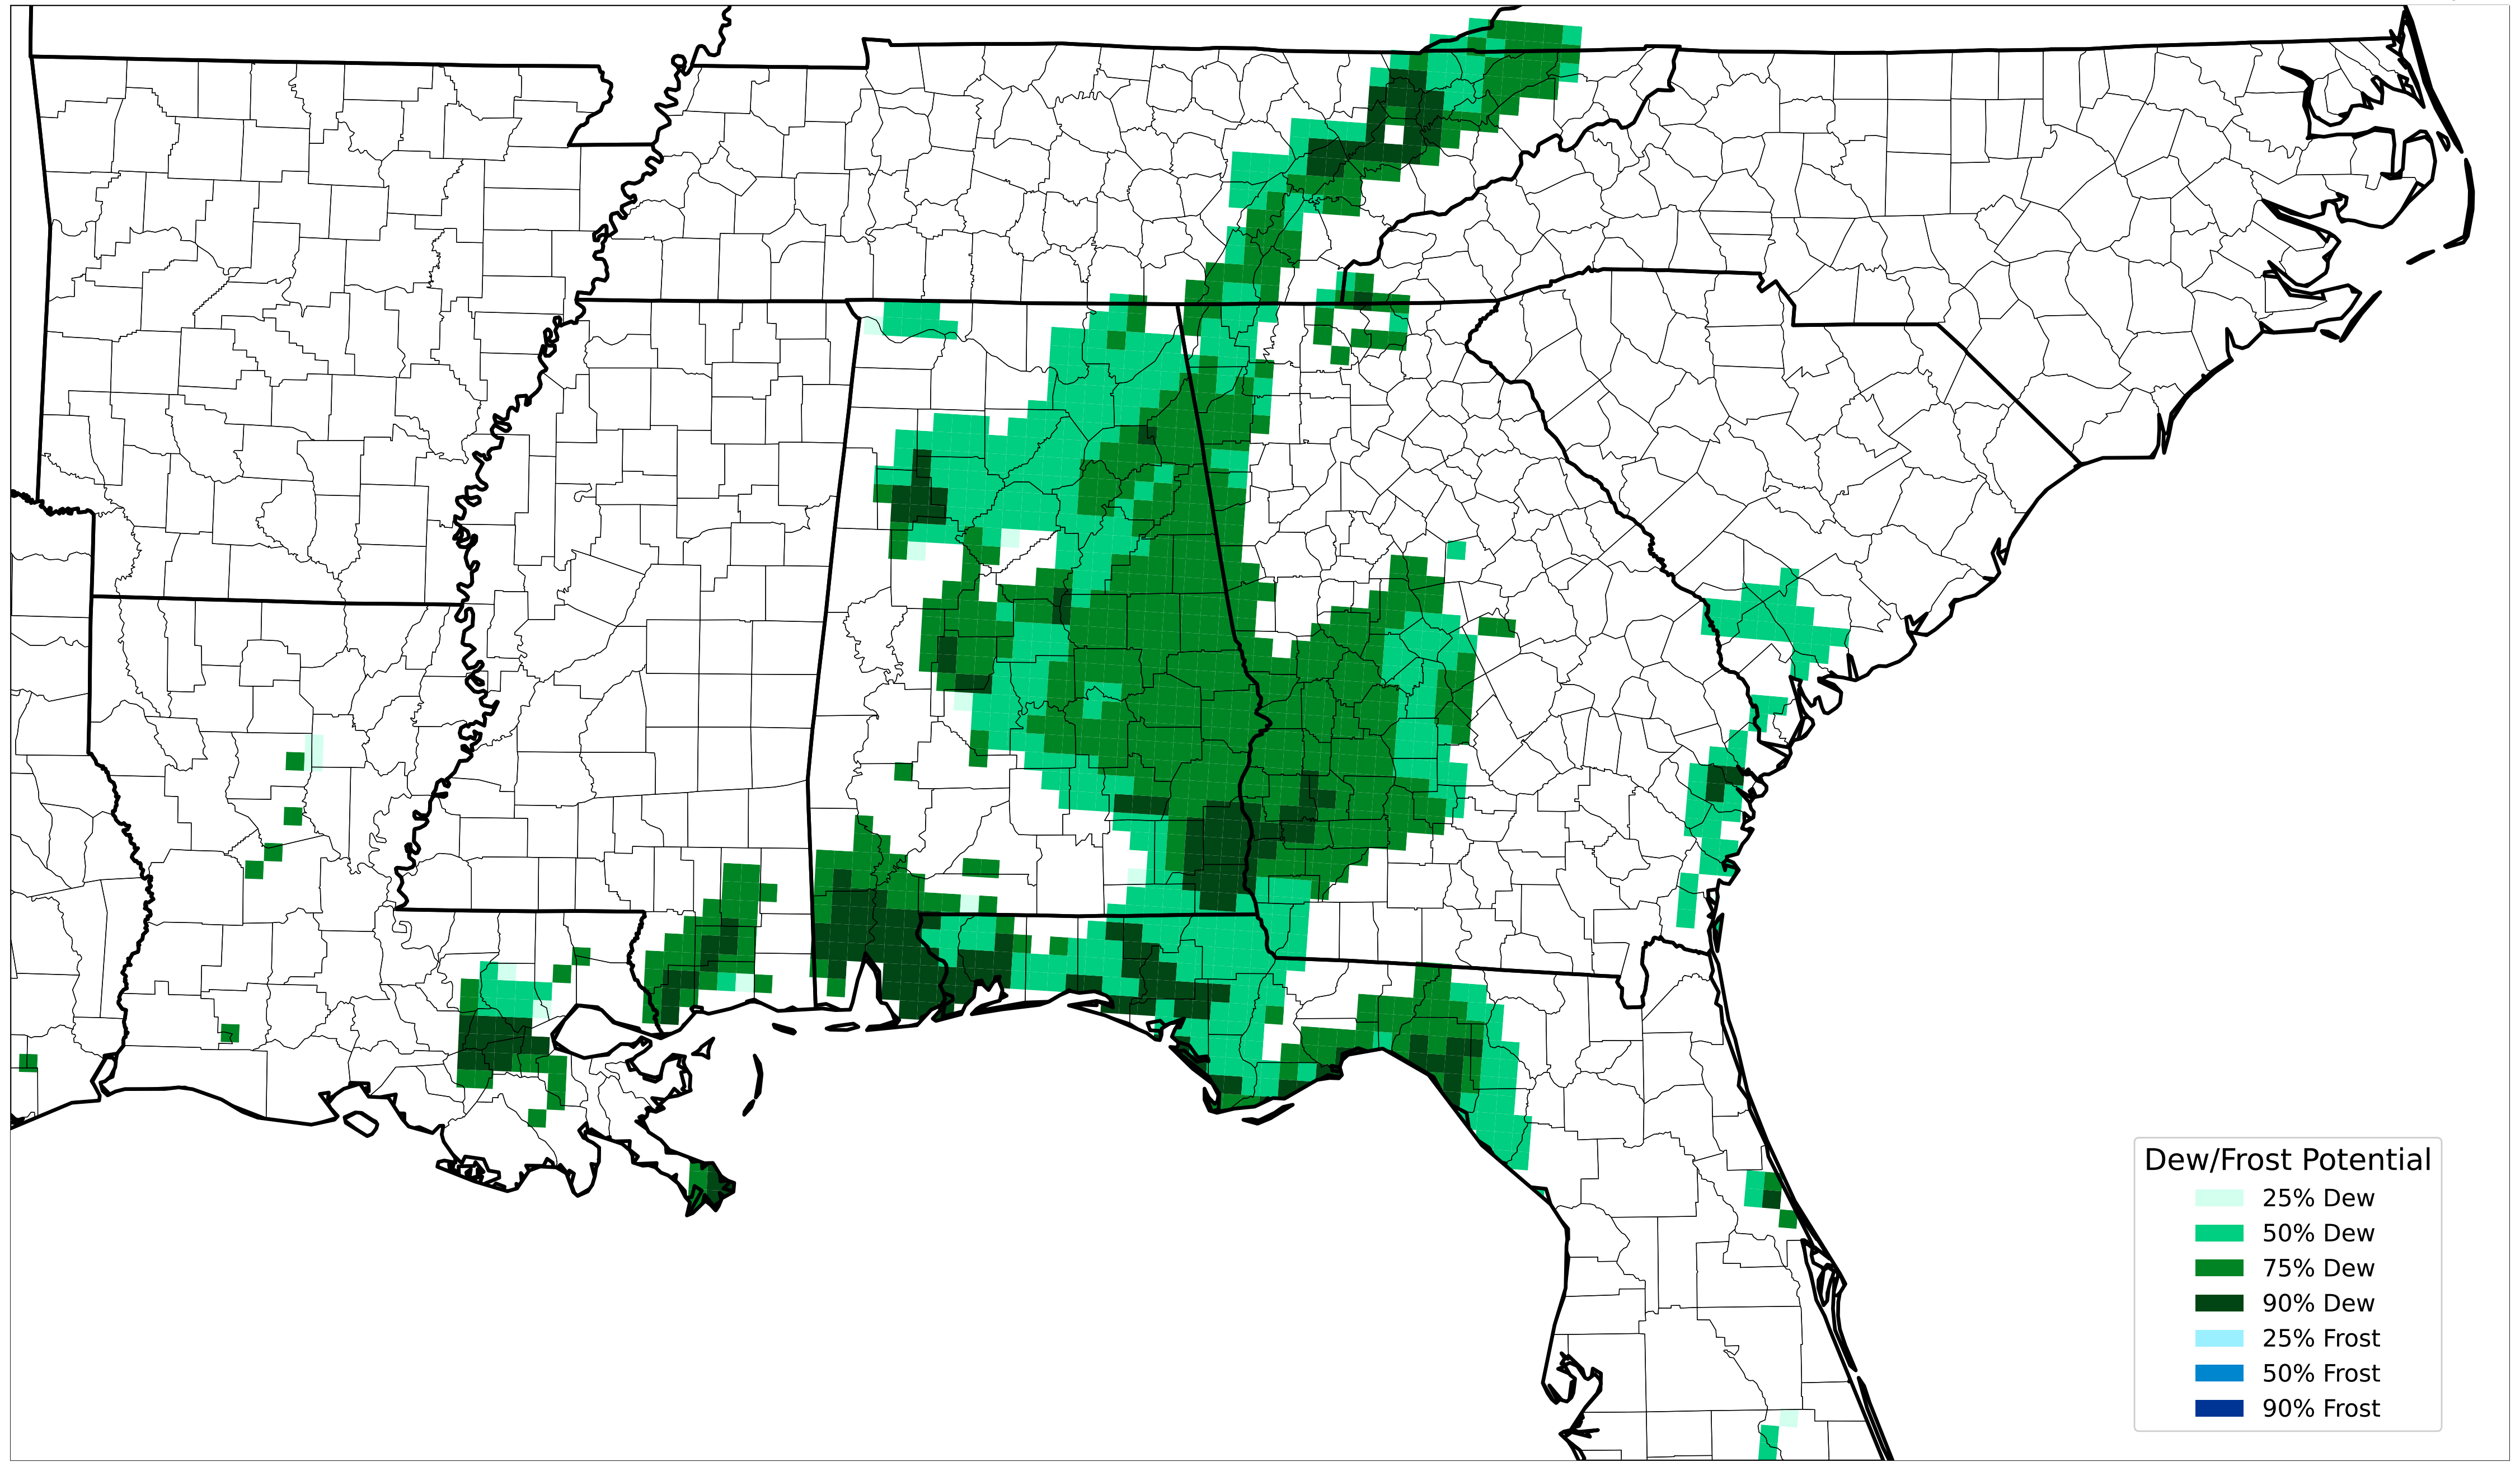 Dew/Frost Potential
25% Dew
50% Dew
75% Dew
90% Dew
25% Frost
50% Frost
90% Frost